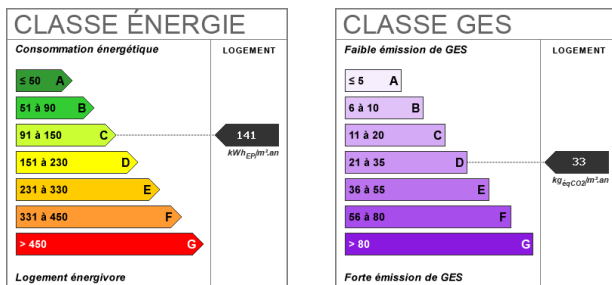 CLASSE ÉNERGIE
Consommation énergétique
LOGEMENT
≤ 50 A
51 à 90 B
91 à 150 C
141
kWhEP/m².an
151 à 230 D
231 à 330 E
331 à 450 F
> 450 G
Logement énergivore
CLASSE GES
Faible émission de GES
LOGEMENT
≤ 5 A
6 à 10 B
11 à 20 C
21 à 35 D
33
kgéqCO2/m².an
36 à 55 E
56 à 80 F
> 80 G
Forte émission de GES